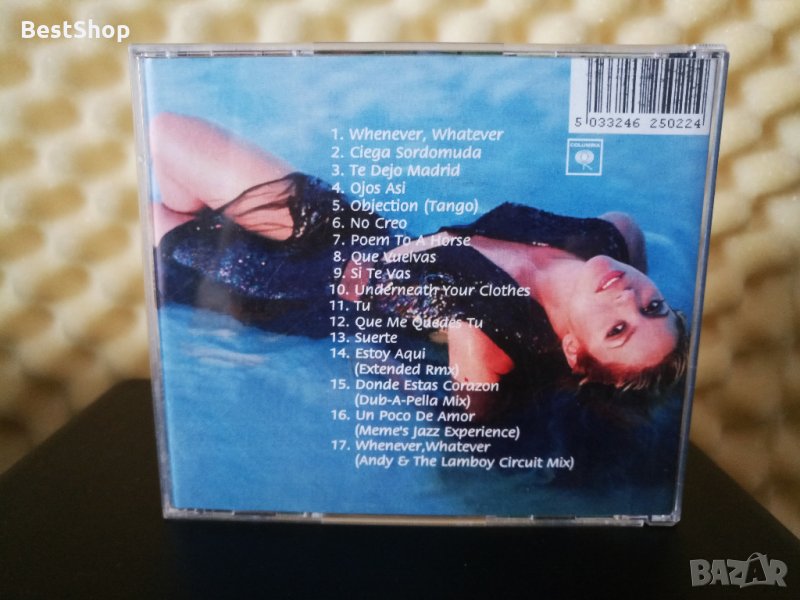 BestShop
5 033246 250224
COLUMBIA
1. Whenever, Whatever
2. Ciega Sordomuda
3. Te Dejo Madrid
4. Ojos Asi
5. Objection (Tango)
6. No Creo
7. Poem To A Horse
8. Que Vuelvas
9. Si Te Vas
10. Underneath Your Clothes
11. Tu
12. Que Me Quedes Tu
13. Suerte
14. Estoy Aqui
(Extended Rmx)
15. Donde Estas Corazon
(Dub-A-Pella Mix)
16. Un Poco De Amor
(Meme's Jazz Experience)
17. Whenever,Whatever
(Andy & The Lamboy Circuit Mix)
BAZAR